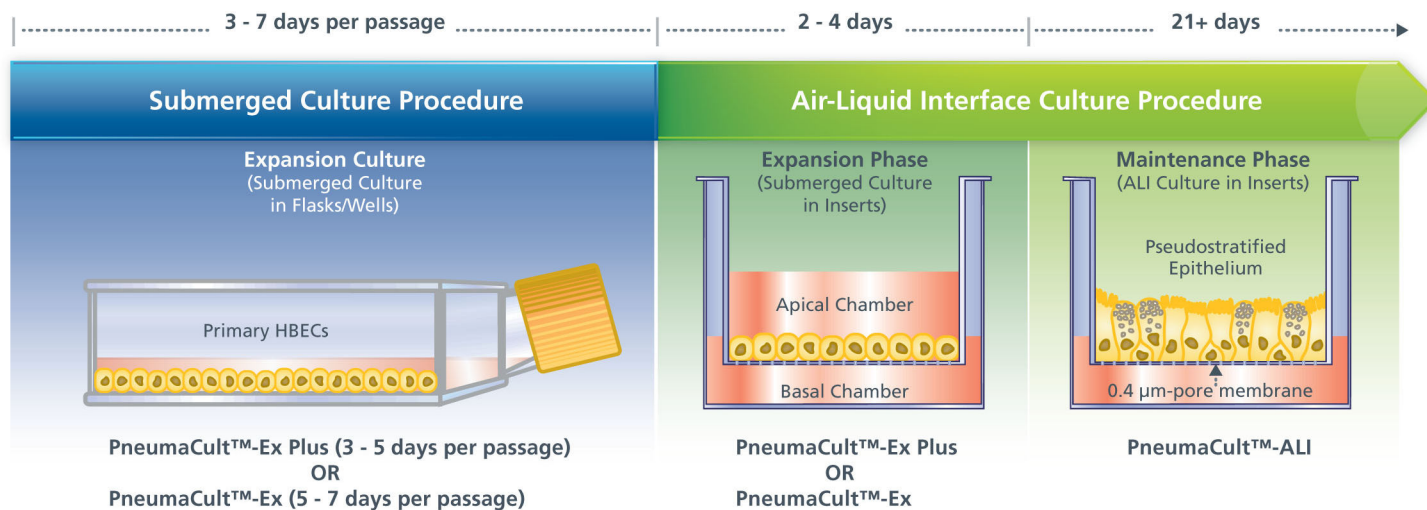 3 - 7 days per passage
2 - 4 days
21+ days
Submerged Culture Procedure
Air-Liquid Interface Culture Procedure
Expansion Culture
(Submerged Culture
in Flasks/Wells)
Primary HBECs
PneumaCult™-Ex Plus (3 - 5 days per passage)
OR
PneumaCult™-Ex (5 - 7 days per passage)
Expansion Phase
(Submerged Culture
in Inserts)
Apical Chamber
Basal Chamber
PneumaCult™-Ex Plus
OR
PneumaCult™-Ex
Maintenance Phase
(ALI Culture in Inserts)
Pseudostratified
Epithelium
0.4 µm-pore membrane
PneumaCult™-ALI